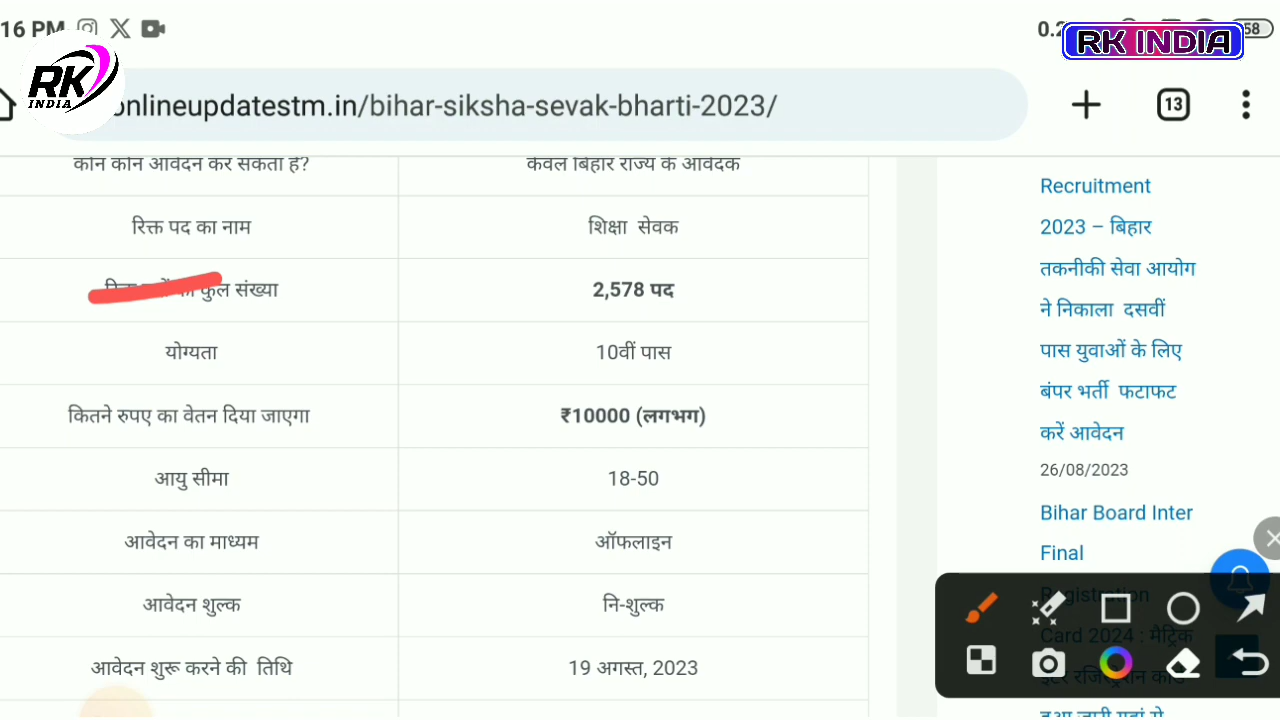 16 PM
58
RK INDIA
RK
INDIA
onlineupdatestm.in/bihar-siksha-sevak-bharti-2023/
13
कौन कौन आवेदन कर सकता है?
केवल बिहार राज्य के आवेदक
रिक्त पद का नाम
शिक्षा सेवक
कुल संख्या
2,578 पद
योग्यता
10वीं पास
कितने रुपए का वेतन दिया जाएगा
₹10000 (लगभग)
आयु सीमा
18-50
आवेदन का माध्यम
ऑफलाइन
आवेदन शुल्क
नि-शुल्क
आवेदन शुरू करने की तिथि
19 अगस्त, 2023
Recruitment
2023 – बिहार
तकनीकी सेवा आयोग
ने निकाला दसवीं
पास युवाओं के लिए
बंपर भर्ती फटाफट
करें आवेदन
26/08/2023
Bihar Board Inter
Final
Registration
Card 2024 : मैट्रिक